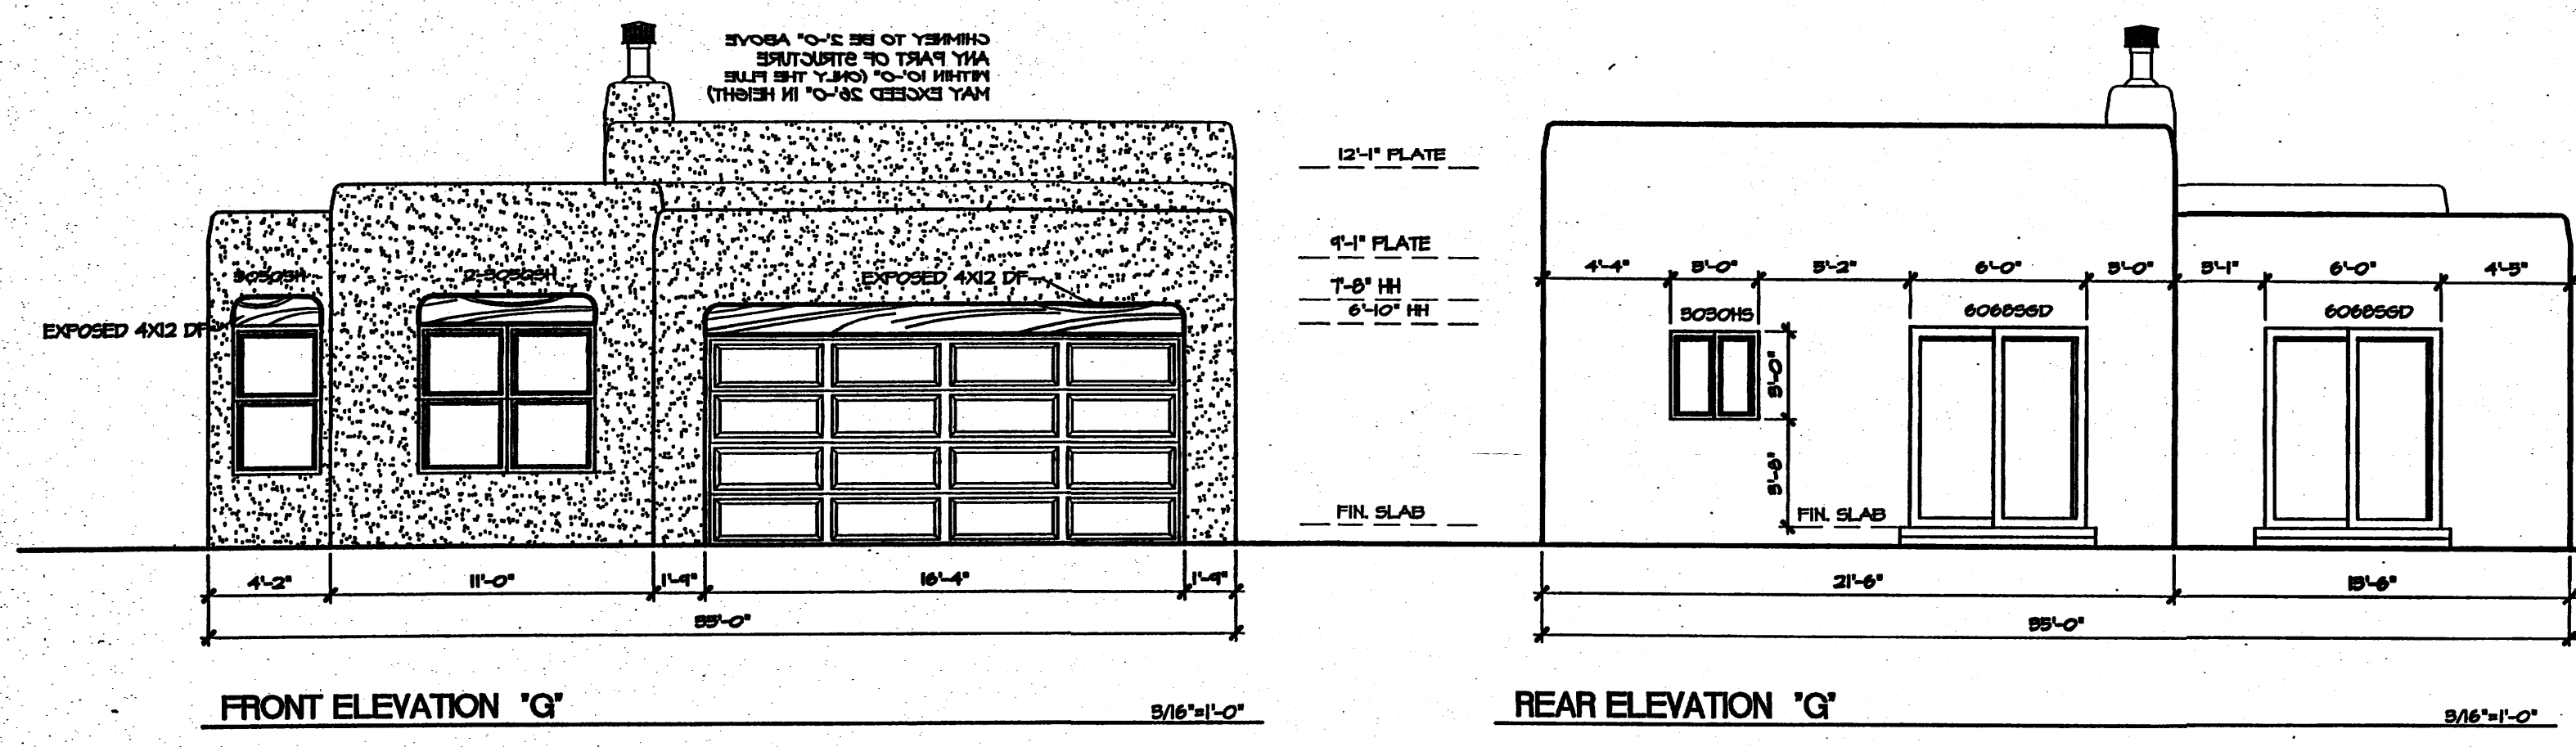 CHIMNEY TO BE 2'-0" ABOVE
ANY PART OF STRUCTURE
WITHIN 10'-0" (ONLY THE FLUE
MAY EXCEED 26'-0" IN HEIGHT)
3050SH
2-3050SH
EXPOSED 4X12 DF
EXPOSED 4X12 DF
4'-2"
11'-0"
1'-9"
16'-4"
1'-9"
35'-0"
FRONT ELEVATION "G"
3/16"=1'-0"
12'-1" PLATE
9'-1" PLATE
7'-8" HH
6'-10" HH
FIN. SLAB
4'-4"
3'-0"
5'-2"
6'-0"
3'-0"
3'-1"
6'-0"
4'-5"
3030HS
6068SGD
6068SGD
3'-0"
3'-8"
FIN. SLAB
21'-6"
13'-6"
35'-0"
REAR ELEVATION "G"
3/16"=1'-0"